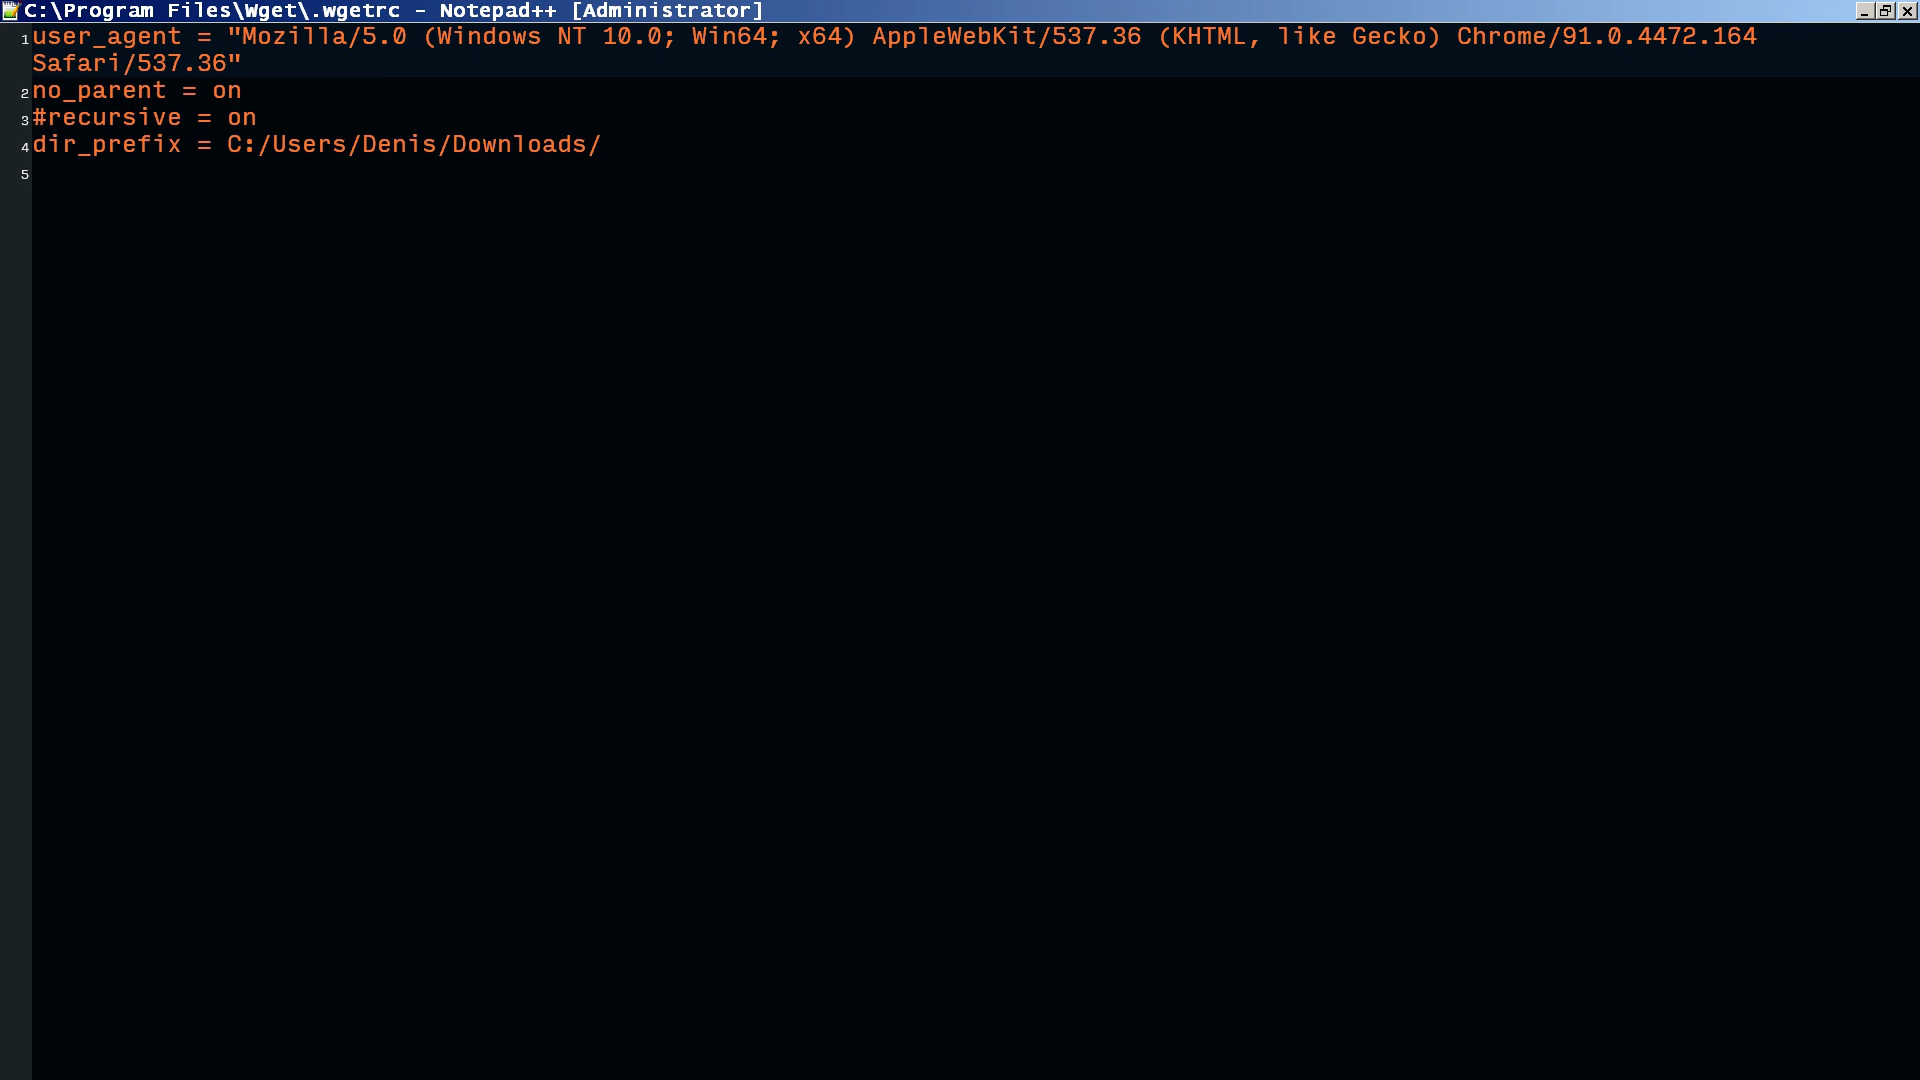 C:\Program Files\Wget\.wgetrc - Notepad++ [Administrator]
1 user_agent = "Mozilla/5.0 (Windows NT 10.0; Win64; x64) AppleWebKit/537.36 (KHTML, like Gecko) Chrome/91.0.4472.164
Safari/537.36"
2 no_parent = on
3 #recursive = on
4 dir_prefix = C:/Users/Denis/Downloads/
5